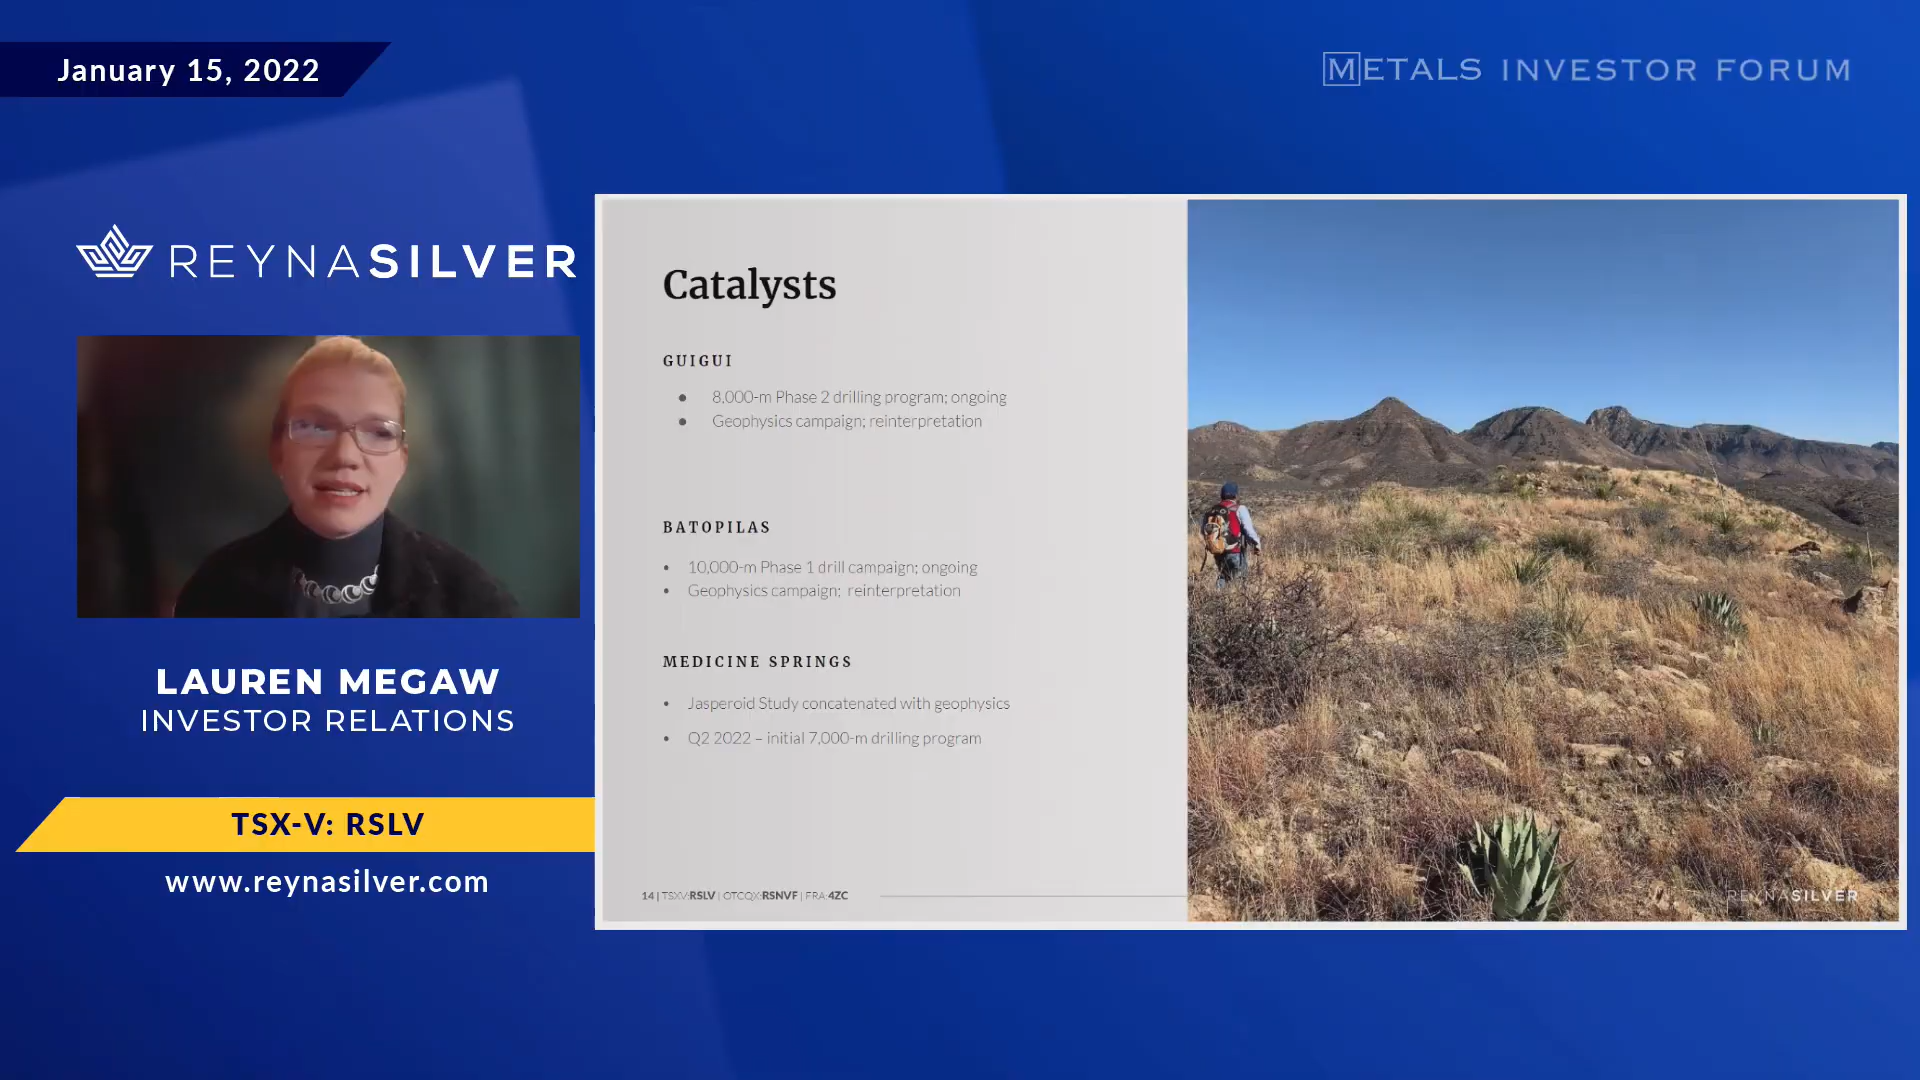 January 15, 2022
METALS INVESTOR FORUM
REYNASILVER
LAUREN MEGAW
INVESTOR RELATIONS
TSX-V: RSLV
www.reynasilver.com
Catalysts
GUIGUI
● 8,000-m Phase 2 drilling program; ongoing
● Geophysics campaign; reinterpretation
BATOPILAS
• 10,000-m Phase 1 drill campaign; ongoing
• Geophysics campaign; reinterpretation
MEDICINE SPRINGS
• Jasperoid Study concatenated with geophysics
• Q2 2022 – initial 7,000-m drilling program
14 | TSXV:RSLV | OTCQX:RSNVF | FRA:4ZC
REYNASILVER